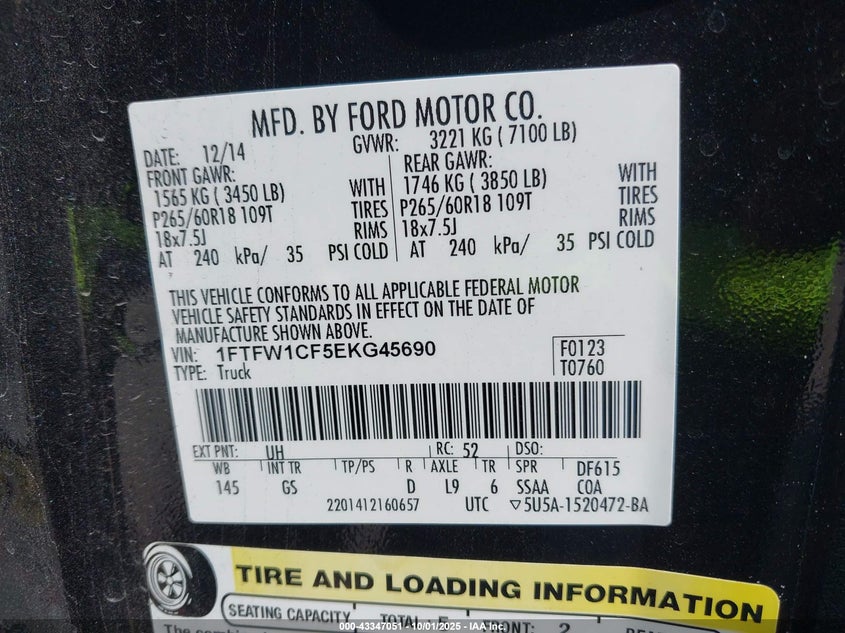 MFD. BY FORD MOTOR CO.
DATE: 12/14 GVWR: 3221 KG ( 7100 LB)
FRONT GAWR: REAR GAWR:
1565 KG ( 3450 LB) WITH 1746 KG ( 3850 LB) WITH
P265/60R18 109T TIRES P265/60R18 109T TIRES
18x7.5J RIMS 18x7.5J RIMS
AT 240 kPa/ 35 PSI COLD AT 240 kPa/ 35 PSI COLD
THIS VEHICLE CONFORMS TO ALL APPLICABLE FEDERAL MOTOR
VEHICLE SAFETY STANDARDS IN EFFECT ON THE DATE OF
MANUFACTURE SHOWN ABOVE.
VIN: 1FTFW1CF5EKG45690 F0123
TYPE: Truck T0760
EXT PNT: UH RC: 52 DSO:
WB INT TR TP/PS R AXLE TR SPR DF615
145 GS D L9 6 SSAA COA
2201412160657 UTC ▽5U5A-1520472-BA
TIRE AND LOADING INFORMATION
SEATING CAPACITY TOTAL 2
000-43347051 - 10/01/2025 - IAA Inc.